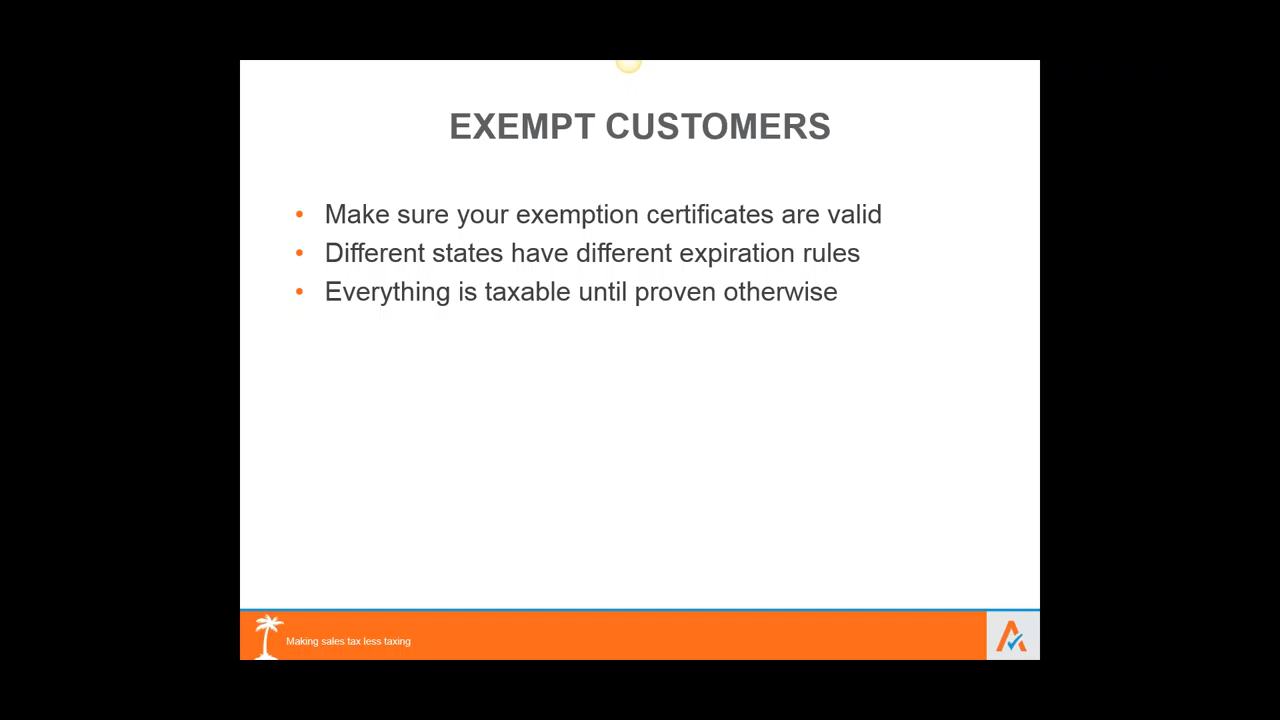 EXEMPT CUSTOMERS
• Make sure your exemption certificates are valid
• Different states have different expiration rules
• Everything is taxable until proven otherwise
Making sales tax less taxing